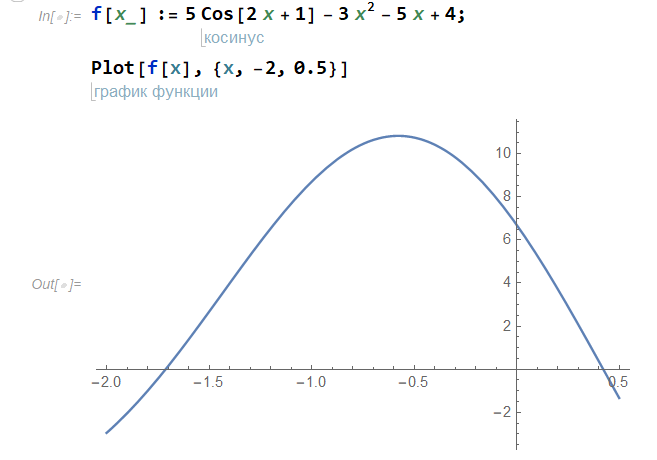 In[∘]:= f[x_] := 5 Cos[2 x + 1] - 3 x² - 5 x + 4;
косинус
Plot[f[x], {x, -2, 0.5}]
график функции
10
8
6
Out[∘]=
4
2
-2.0 -1.5 -1.0 -0.5 0.5
-2